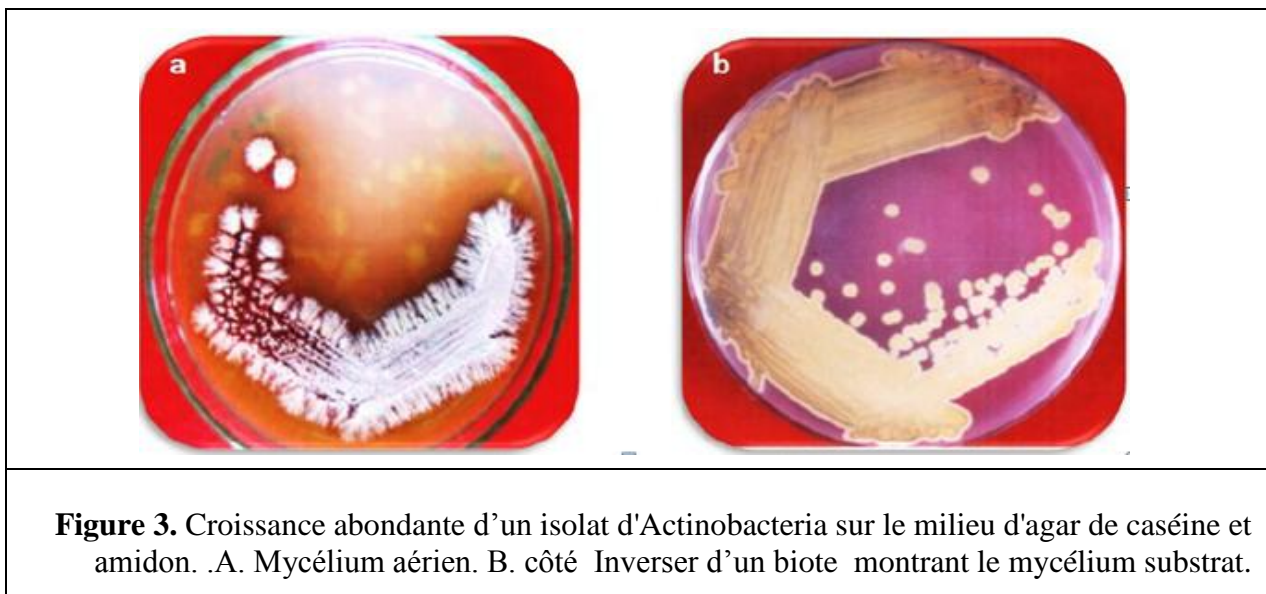 a
b
Figure 3. Croissance abondante d’un isolat d'Actinobacteria sur le milieu d'agar de caséine et
amidon. .A. Mycélium aérien. B. côté Inverser d’un biote montrant le mycélium substrat.